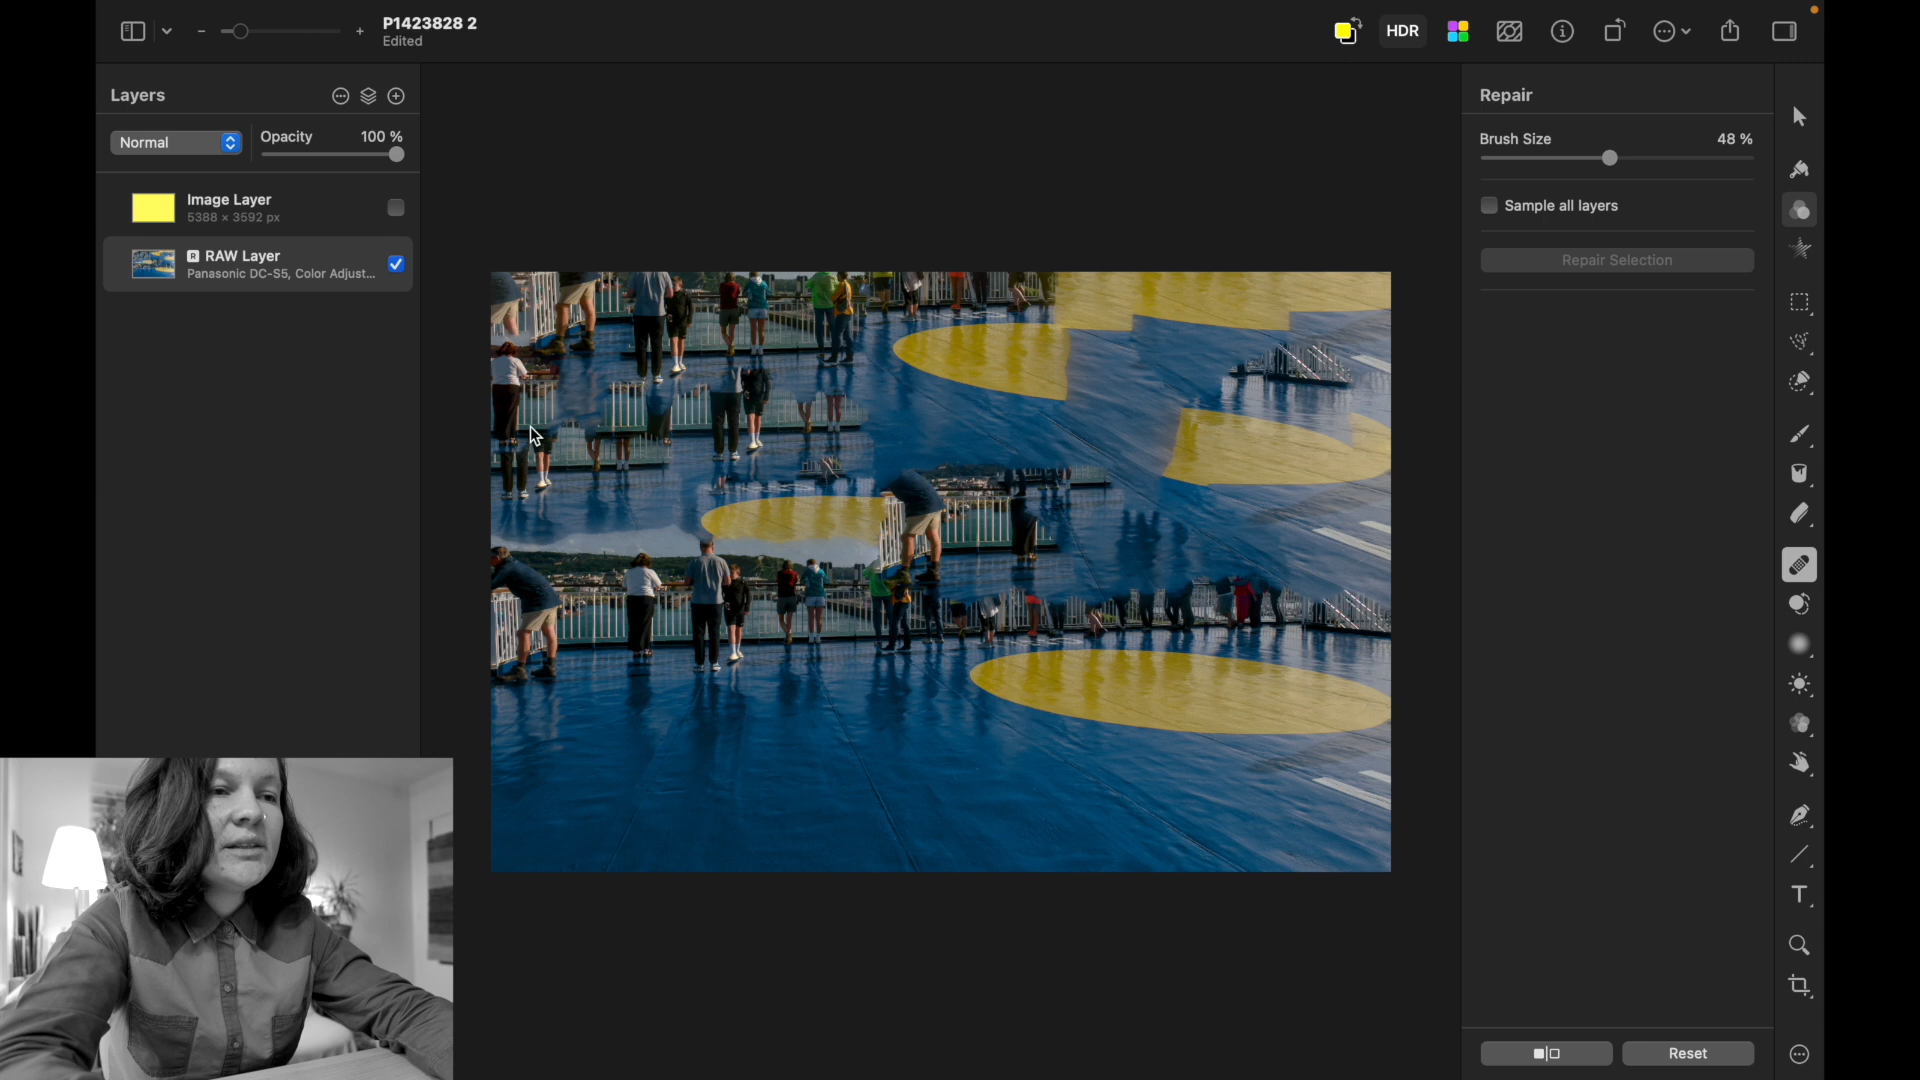 P1423828 2
Edited
HDR
Layers
Normal
Opacity
100 %
Image Layer
5388 × 3592 px
R RAW Layer
Panasonic DC-S5, Color Adjust...
Repair
Brush Size
48 %
Sample all layers
Repair Selection
Reset